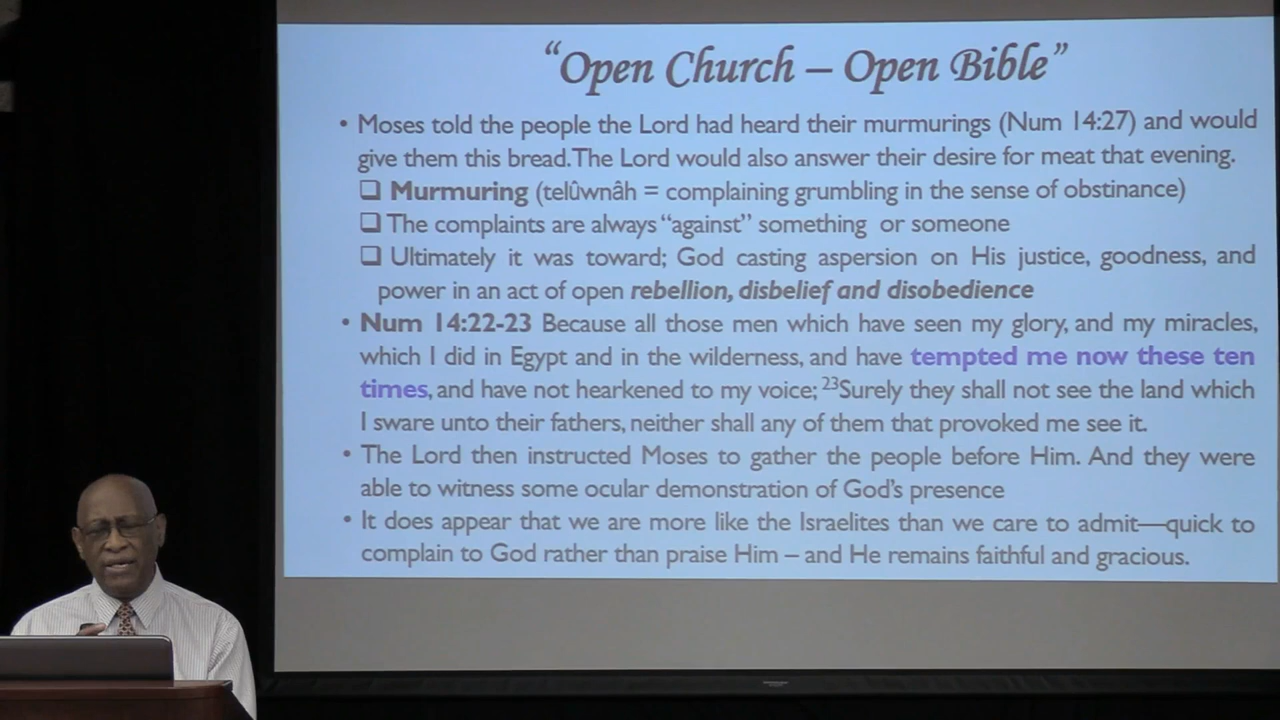 “Open Church – Open Bible”
• Moses told the people the Lord had heard their murmurings (Num 14:27) and would
give them this bread. The Lord would also answer their desire for meat that evening.
❑ Murmuring (telûwnâh = complaining grumbling in the sense of obstinance)
❑ The complaints are always “against” something or someone
❑ Ultimately it was toward; God casting aspersion on His justice, goodness, and
power in an act of open rebellion, disbelief and disobedience
• Num 14:22-23 Because all those men which have seen my glory, and my miracles,
which I did in Egypt and in the wilderness, and have tempted me now these ten
times, and have not hearkened to my voice; 23Surely they shall not see the land which
I sware unto their fathers, neither shall any of them that provoked me see it.
• The Lord then instructed Moses to gather the people before Him. And they were
able to witness some ocular demonstration of God’s presence
• It does appear that we are more like the Israelites than we care to admit—quick to
complain to God rather than praise Him – and He remains faithful and gracious.